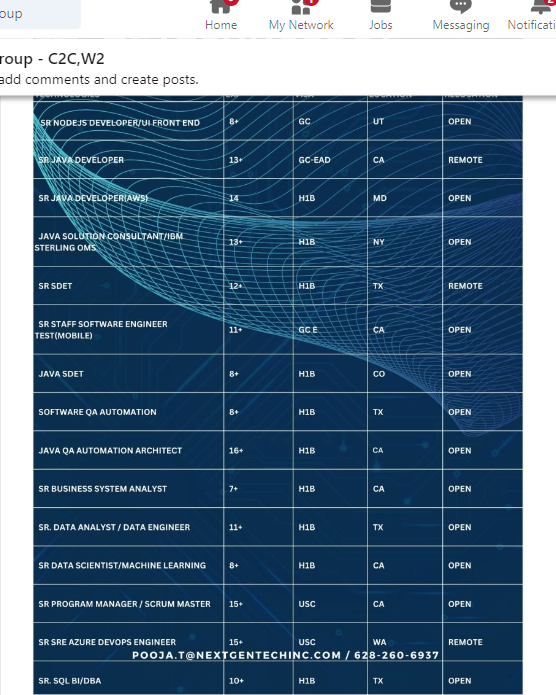 oup
Home My Network Jobs Messaging Notificati
roup - C2C,W2
add comments and create posts.
SR NODEJS DEVELOPER/UI FRONT END 8+ GC UT OPEN
SR JAVA DEVELOPER 13+ GC-EAD CA REMOTE
SR JAVA DEVELOPER(AWS) 14 H1B MD OPEN
JAVA SOLUTION CONSULTANT/IBM
STERLING OMS 13+ H1B NY OPEN
SR SDET 12+ H1B TX REMOTE
SR STAFF SOFTWARE ENGINEER
TEST(MOBILE) 11+ GC E CA OPEN
JAVA SDET 8+ H1B CO OPEN
SOFTWARE QA AUTOMATION 8+ H1B TX OPEN
JAVA QA AUTOMATION ARCHITECT 16+ H1B CA OPEN
SR BUSINESS SYSTEM ANALYST 7+ H1B CA OPEN
SR. DATA ANALYST / DATA ENGINEER 11+ H1B TX OPEN
SR DATA SCIENTIST/MACHINE LEARNING 8+ H1B CA OPEN
SR PROGRAM MANAGER / SCRUM MASTER 15+ USC CA OPEN
SR SRE AZURE DEVOPS ENGINEER 15+ USC WA REMOTE
POOJA.T@NEXTGENTECHINC.COM / 628-260-6937
SR. SQL BI/DBA 10+ H1B TX OPEN